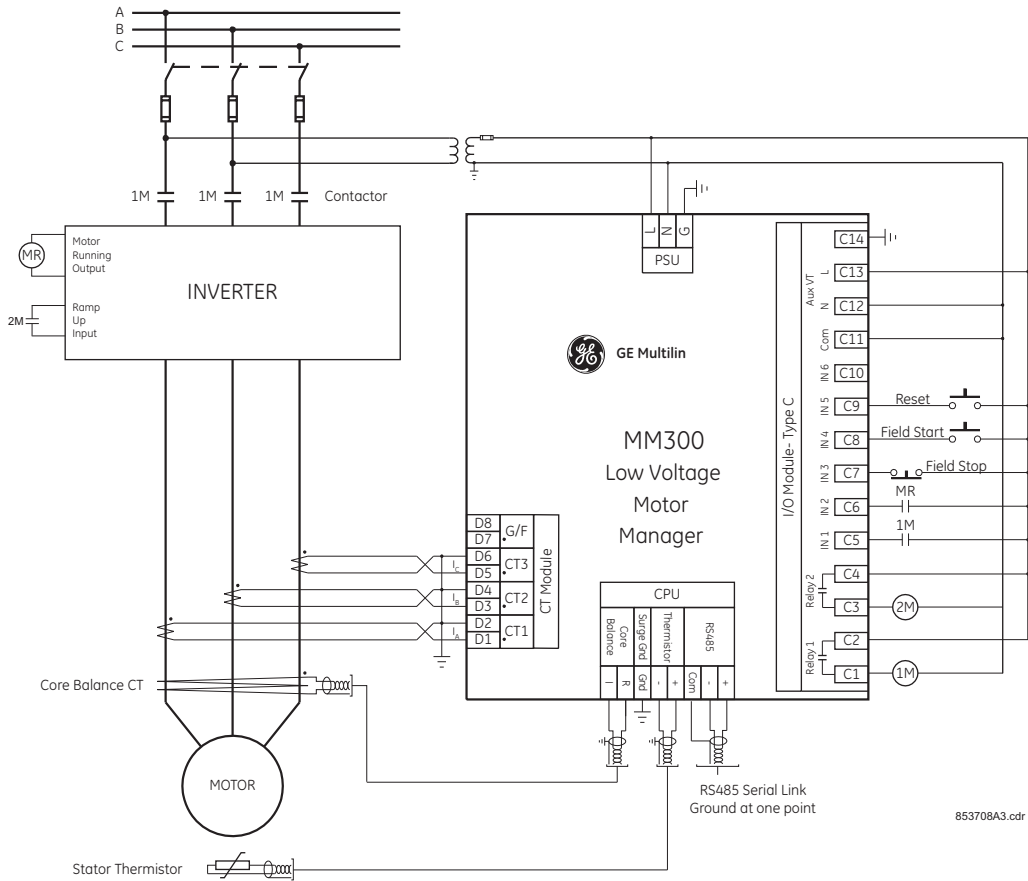 A
B
C
1M 1M 1M Contactor
MR
Motor
Running
Output
2M
Ramp
Up
Input
INVERTER
L N G
PSU
GE
GE Multilin
MM300
Low Voltage
Motor
Manager
I/O Module- Type C
Aux VT
L
N
Com
IN 6
IN 5
IN 4
IN 3
IN 2
IN 1
Relay 2
Relay 1
C14
C13
C12
C11
C10
C9
C8
C7
C6
C5
C4
C3
C2
C1
Reset
Field Start
Field Stop
MR
1M
2M
1M
D8
D7
D6
D5
D4
D3
D2
D1
G/F
CT3
CT2
CT1
CT Module
IC
IB
IA
CPU
Core
Balance
Surge Gnd
Thermistor
RS485
I R Gnd - + Com - +
Core Balance CT
MOTOR
RS485 Serial Link
Ground at one point
853708A3.cdr
Stator Thermistor